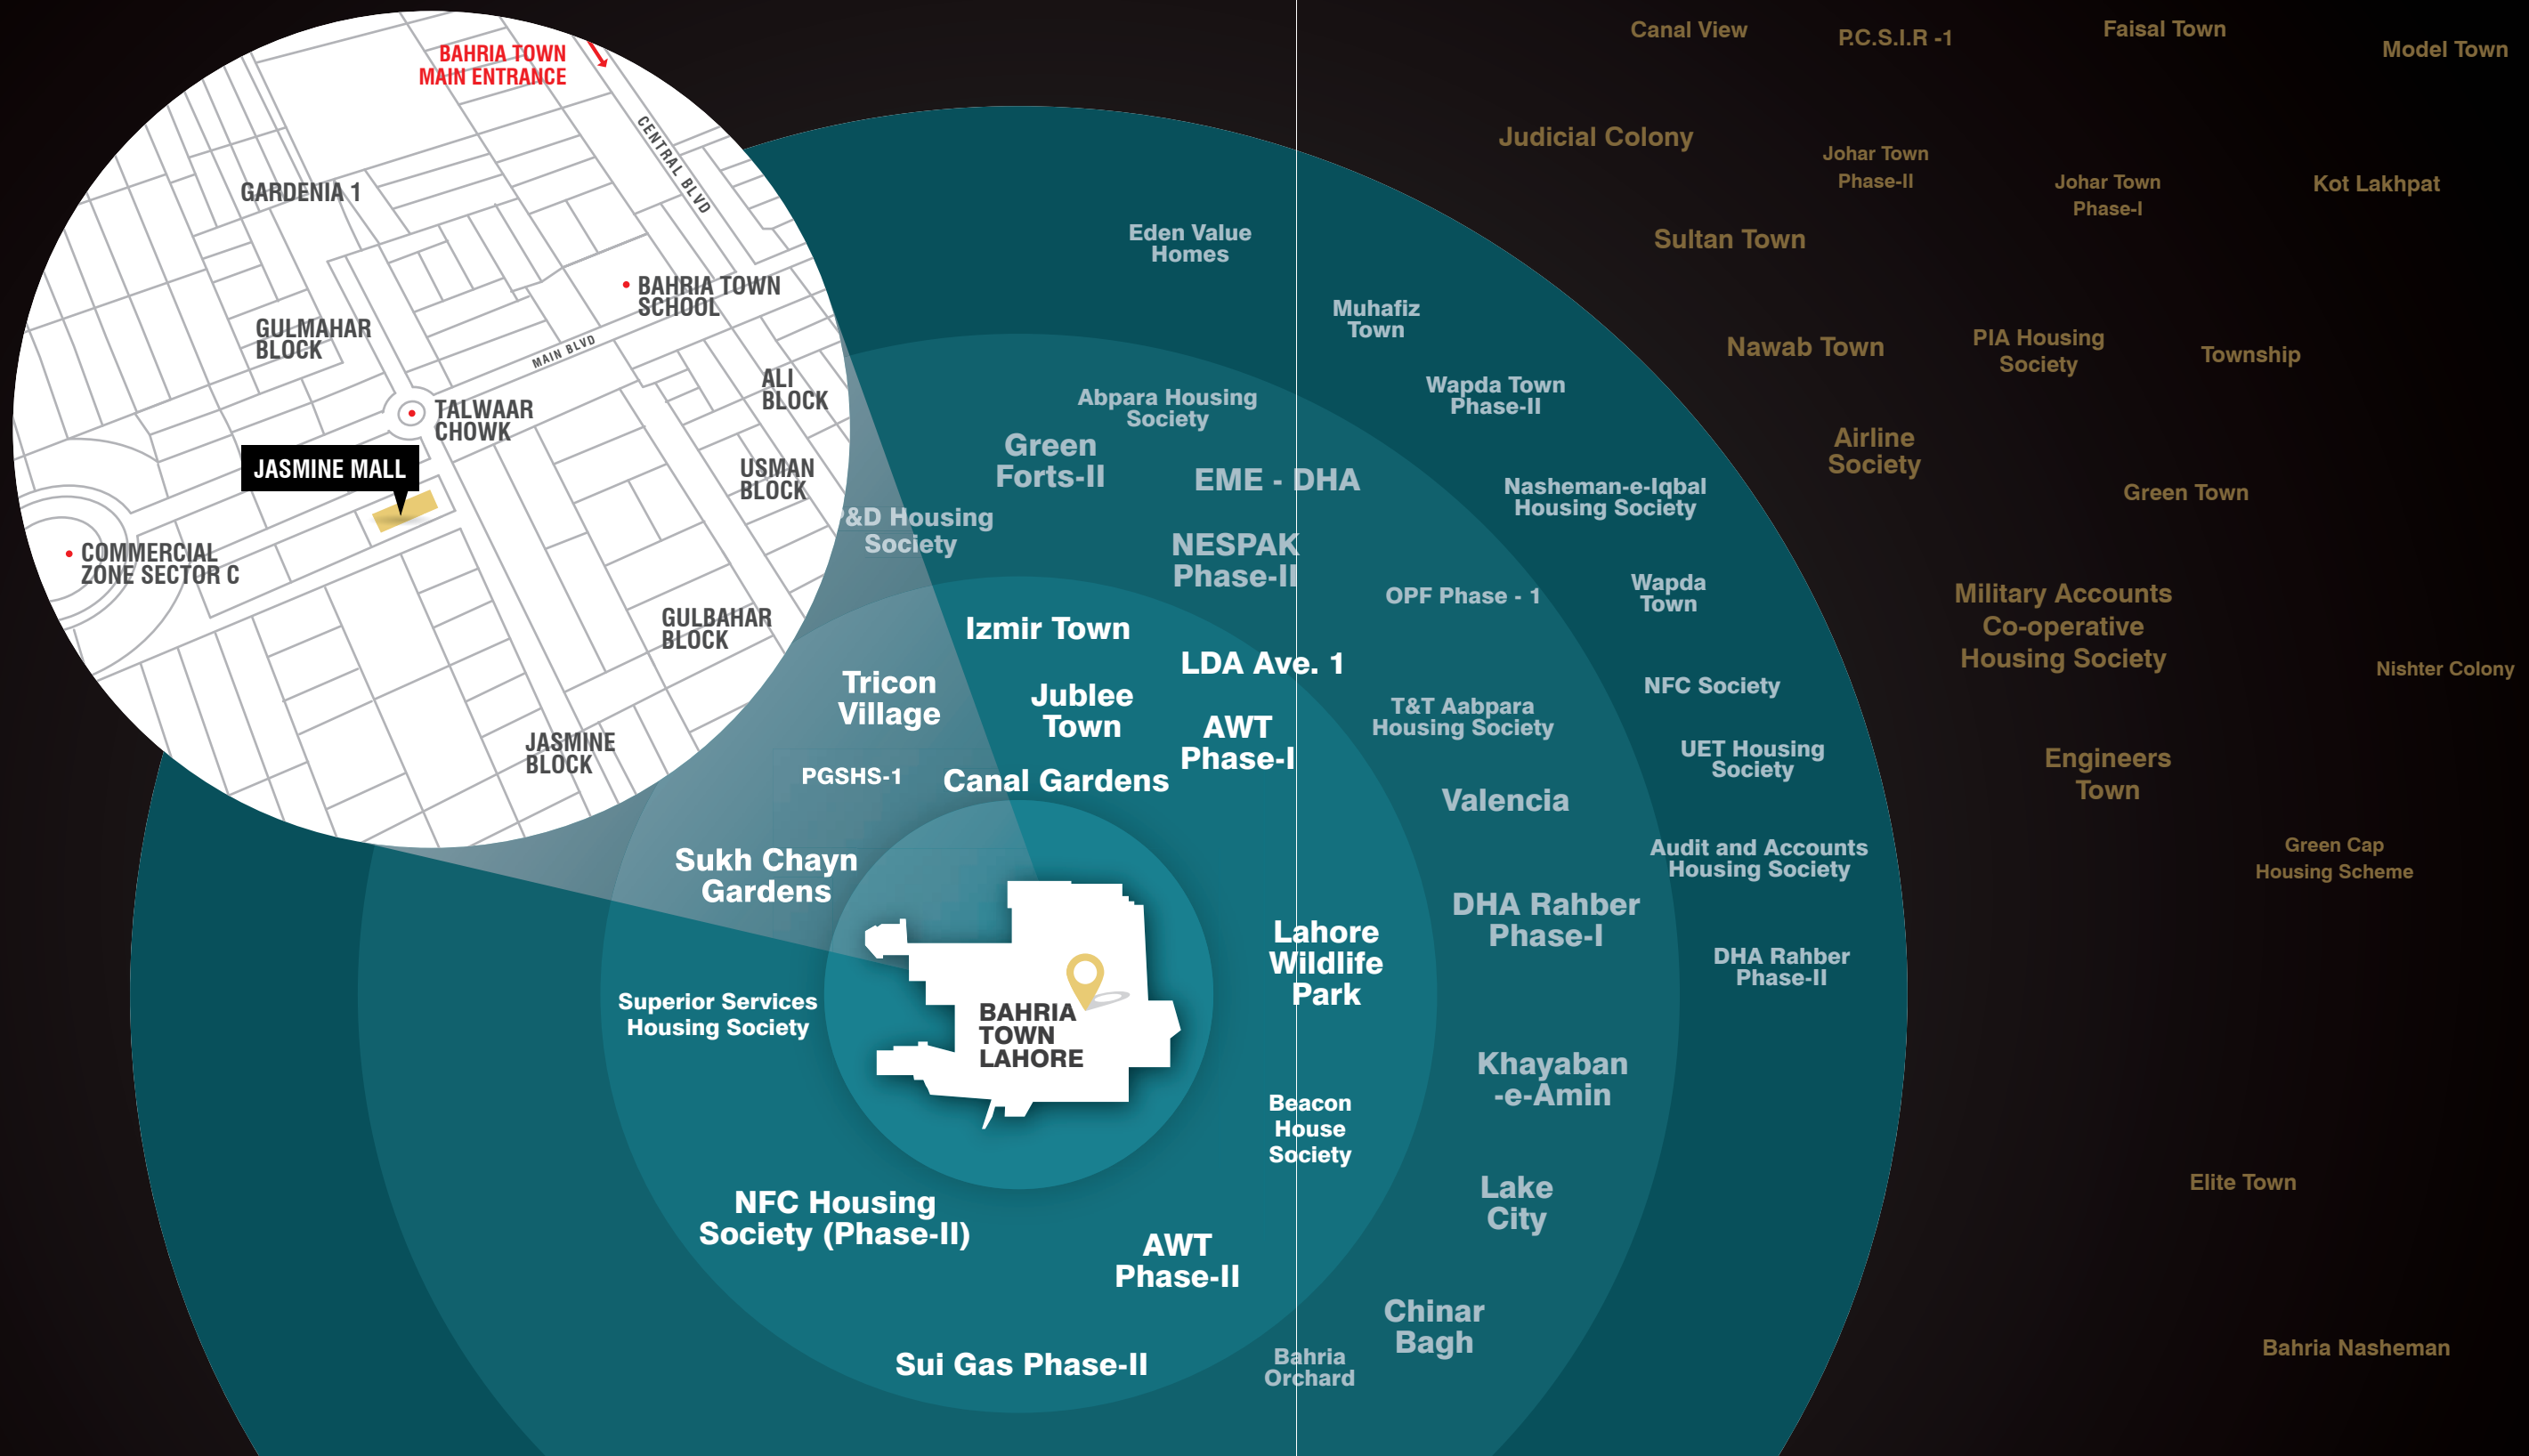 BAHRIA TOWN
MAIN ENTRANCE
CENTRAL BLVD
GARDENIA 1
BAHRIA TOWN
SCHOOL
GULMAHAR
BLOCK
MAIN BLVD
ALI
BLOCK
TALWAAR
CHOWK
JASMINE MALL
USMAN
BLOCK
COMMERCIAL
ZONE SECTOR C
GULBAHAR
BLOCK
JASMINE
BLOCK
Canal View
P.C.S.I.R -1
Faisal Town
Model Town
Judicial Colony
Johar Town
Phase-II
Johar Town
Phase-I
Kot Lakhpat
Sultan Town
Eden Value
Homes
Muhafiz
Town
Nawab Town
PIA Housing
Society
Township
Abpara Housing
Society
Wapda Town
Phase-II
Green
Forts-II
EME - DHA
Airline
Society
Nasheman-e-Iqbal
Housing Society
Green Town
&D Housing
Society
NESPAK
Phase-II
OPF Phase - 1
Wapda
Town
Military Accounts
Co-operative
Housing Society
Nishter Colony
Izmir Town
LDA Ave. 1
Tricon
Village
Jublee
Town
AWT
Phase-I
T&T Aabpara
Housing Society
NFC Society
UET Housing
Society
Engineers
Town
PGSHS-1
Canal Gardens
Valencia
Sukh Chayn
Gardens
Audit and Accounts
Housing Society
Green Cap
Housing Scheme
DHA Rahber
Phase-I
Lahore
Wildlife
Park
DHA Rahber
Phase-II
Superior Services
Housing Society
BAHRIA
TOWN
LAHORE
Khayaban
-e-Amin
Beacon
House
Society
NFC Housing
Society (Phase-II)
Lake
City
Elite Town
AWT
Phase-II
Chinar
Bagh
Sui Gas Phase-II
Bahria
Orchard
Bahria Nasheman